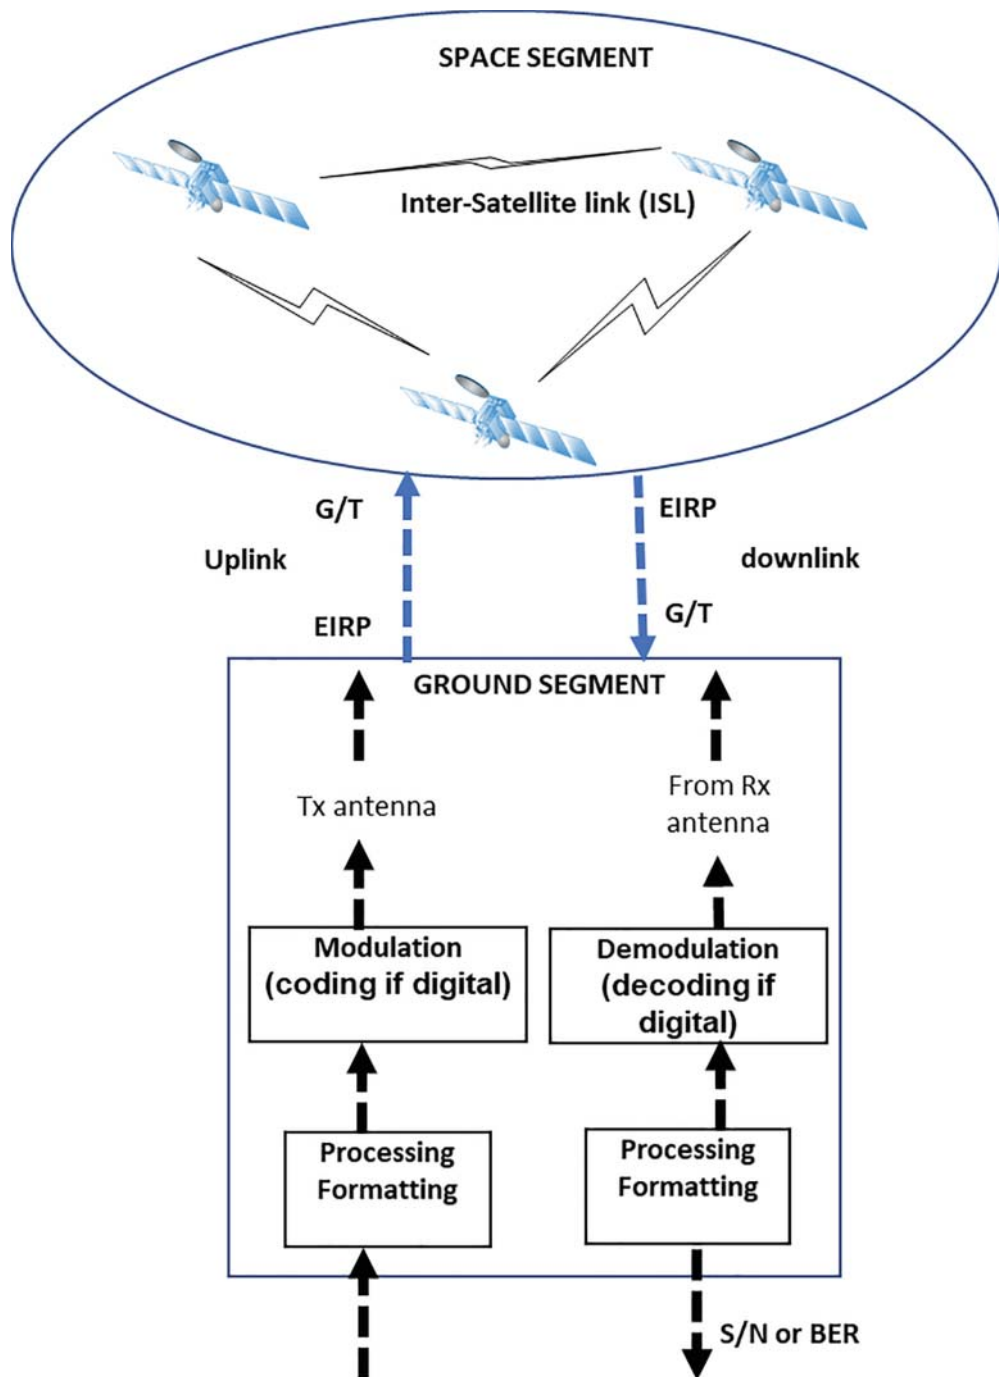 SPACE SEGMENT
Inter-Satellite link (ISL)
G/T
EIRP
Uplink
downlink
EIRP
G/T
GROUND SEGMENT
Tx antenna
From Rx
antenna
Modulation
(coding if digital)
Demodulation
(decoding if
digital)
Processing
Formatting
Processing
Formatting
S/N or BER